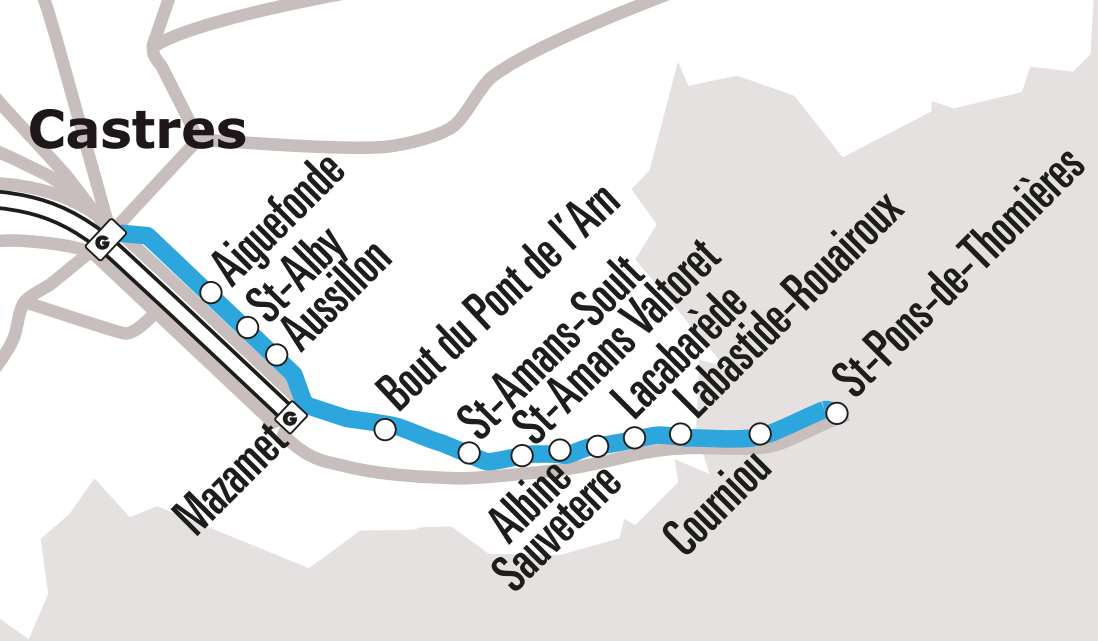 Castres
G
Aiguefonde
St-Alby
Aussillon
G
Mazamet
Bout du Pont de l'Arn
St-Amans-Soult
St-Amans Valtoret
Albine
Sauveterre
Lacabarède
Labastide-Rouairoux
Courniou
St-Pons-de-Thomières